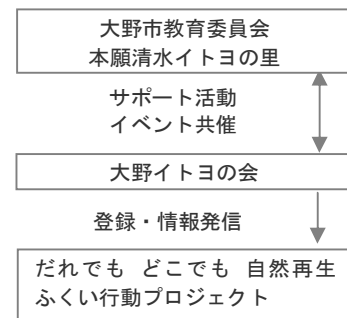 大野市教育委員会
本願清水イトヨの里
サポート活動
イベント共催
大野イトヨの会
登録・情報発信
だれでも どこでも 自然再生
ふくい行動プロジェクト